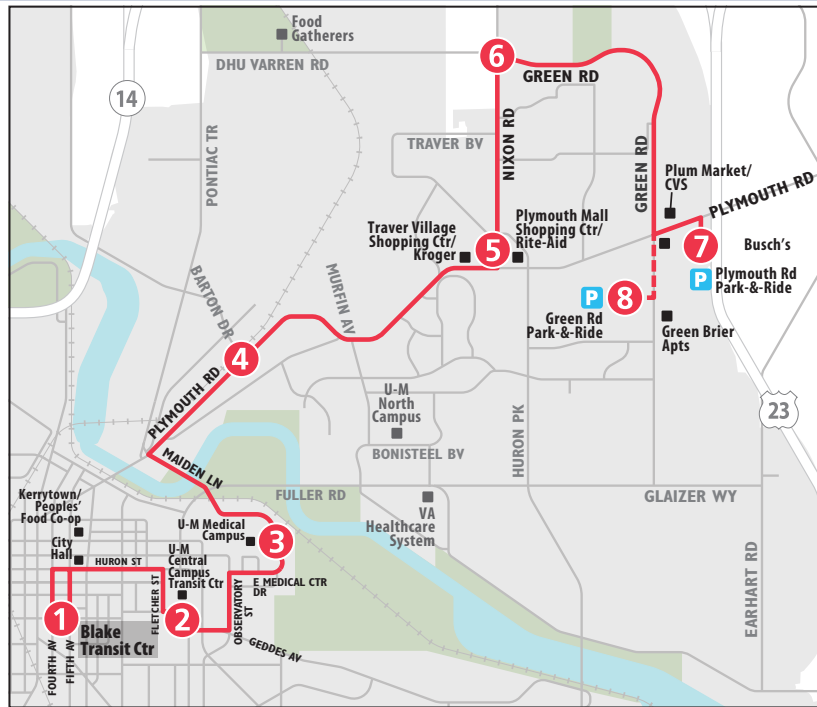 Food
Gatherers
6
DHU VARREN RD
GREEN RD
14
PONTIAC TR
TRAVER BV
NIXON RD
GREEN RD
Plum Market/
CVS
PLYMOUTH RD
Traver Village
Shopping Ctr/
Kroger
5
Plymouth Mall
Shopping Ctr/
Rite-Aid
7
Busch's
P
Plymouth Rd
Park-&-Ride
P
8
Green Rd
Park-&-Ride
Green Brier
Apts
BARTON DR
MURFIN AV
4
PLYMOUTH RD
U-M
North
Campus
HURON PK
23
BONISTEEL BV
MAIDEN LN
FULLER RD
GLAIZER WY
Kerrytown/
Peoples'
Food Co-op
VA
Healthcare
System
U-M Medical
Campus
3
City
Hall
HURON ST
U-M
Central
Campus
Transit Ctr
E MEDICAL CTR
DR
EARHART RD
1
FLETCHER ST
2
OBSERVATORY
ST
Blake
Transit Ctr
GEDDES AV
FOURTH AV
FIFTH AV